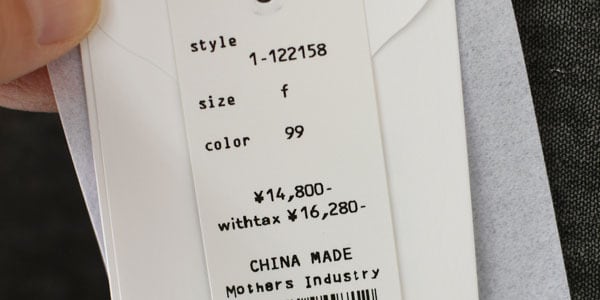 style 1-122158
size f
color 99
¥14,800-
withtax ¥16,280-
CHINA MADE
Mothers Industry